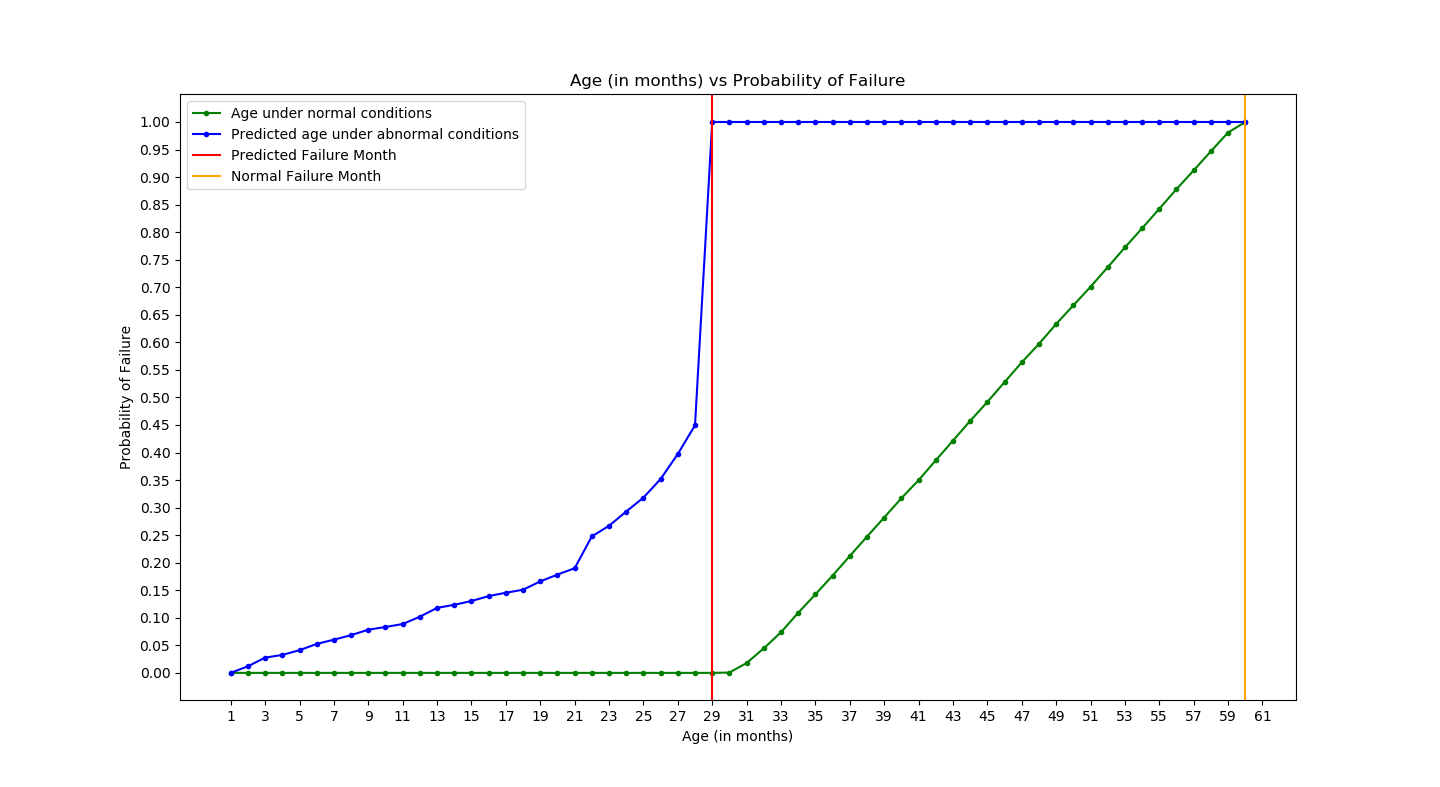 Age (in months) vs Probability of Failure
Age under normal conditions
Predicted age under abnormal conditions
Predicted Failure Month
Normal Failure Month
Probability of Failure
1.00
0.95
0.90
0.85
0.80
0.75
0.70
0.65
0.60
0.55
0.50
0.45
0.40
0.35
0.30
0.25
0.20
0.15
0.10
0.05
0.00
1 3 5 7 9 11 13 15 17 19 21 23 25 27 29 31 33 35 37 39 41 43 45 47 49 51 53 55 57 59 61
Age (in months)